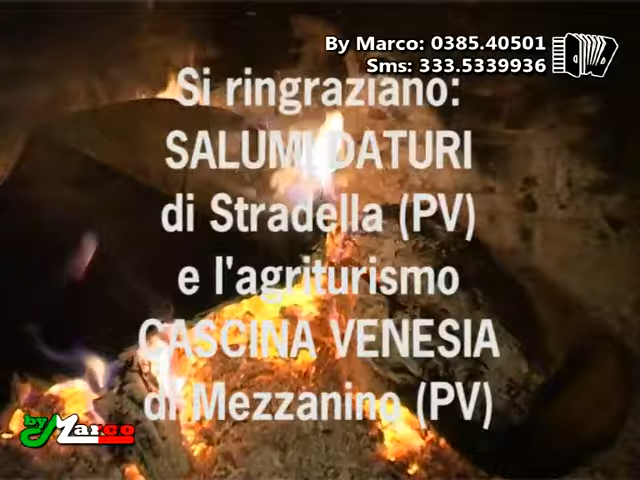 By Marco: 0385.40501
Sms: 333.5339936
Si ringraziano:
SALUMI DATURI
di Stradella (PV)
e l'agriturismo
CASCINA VENESIA
di Mezzanino (PV)
by Marco